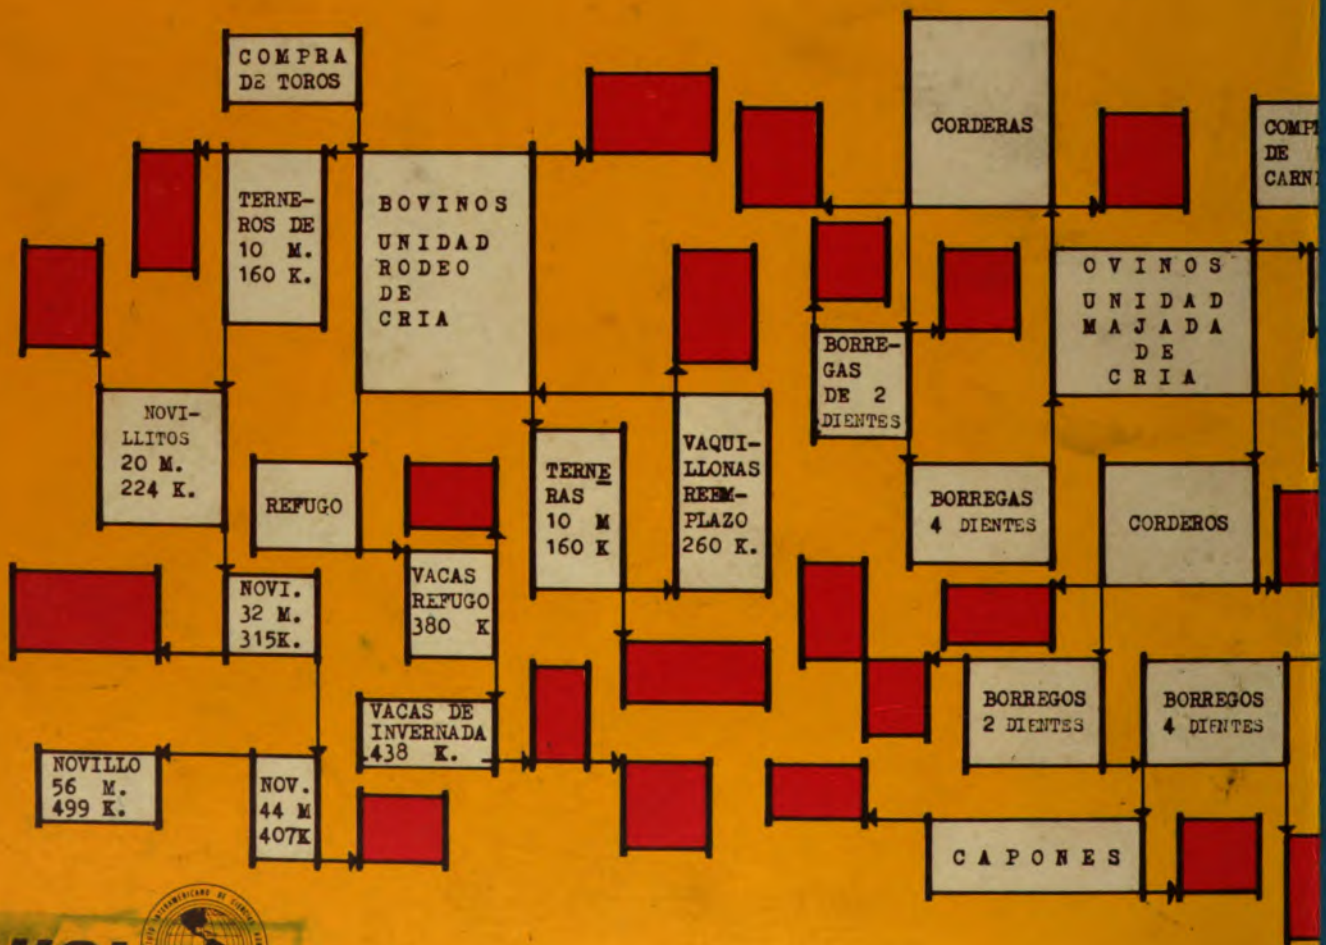 COMPRA
DE TOROS
TERNE-
ROS DE
10 M.
160 K.
BOVINOS
UNIDAD
RODEO
DE
CRIA
CORDERAS
DE
OVINOS
UNIDAD
MAJADA
DE
CRIA
NOVI-
LLITOS
20 M.
224 K.
REFUGO
TERNE
RAS
10 M
160 K
VAQUI-
LLONAS
REEM-
PLAZO
260 K.
BORRE-
GAS
DE 2
DIENTES
BORREGAS
4 DIENTES
CORDEROS
NOVI.
32 M.
315K.
VACAS
REFUGO
380 K
VACAS DE
INVERNADA
438 K.
BORREGOS
2 DIENTES
BORREGOS
4 DIENTES
NOVILLO
56 M.
499 K.
NOV.
44 M
407K
CAPONES
INTERAMERICANO DE